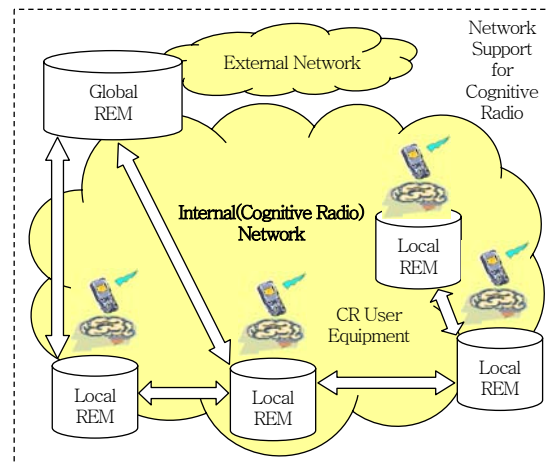 Network
Support
for
Cognitive
Radio
External Network
Global
REM
Internal(Cognitive Radio)
Network
Local
REM
CR User
Equipment
Local
REM
Local
REM
Local
REM